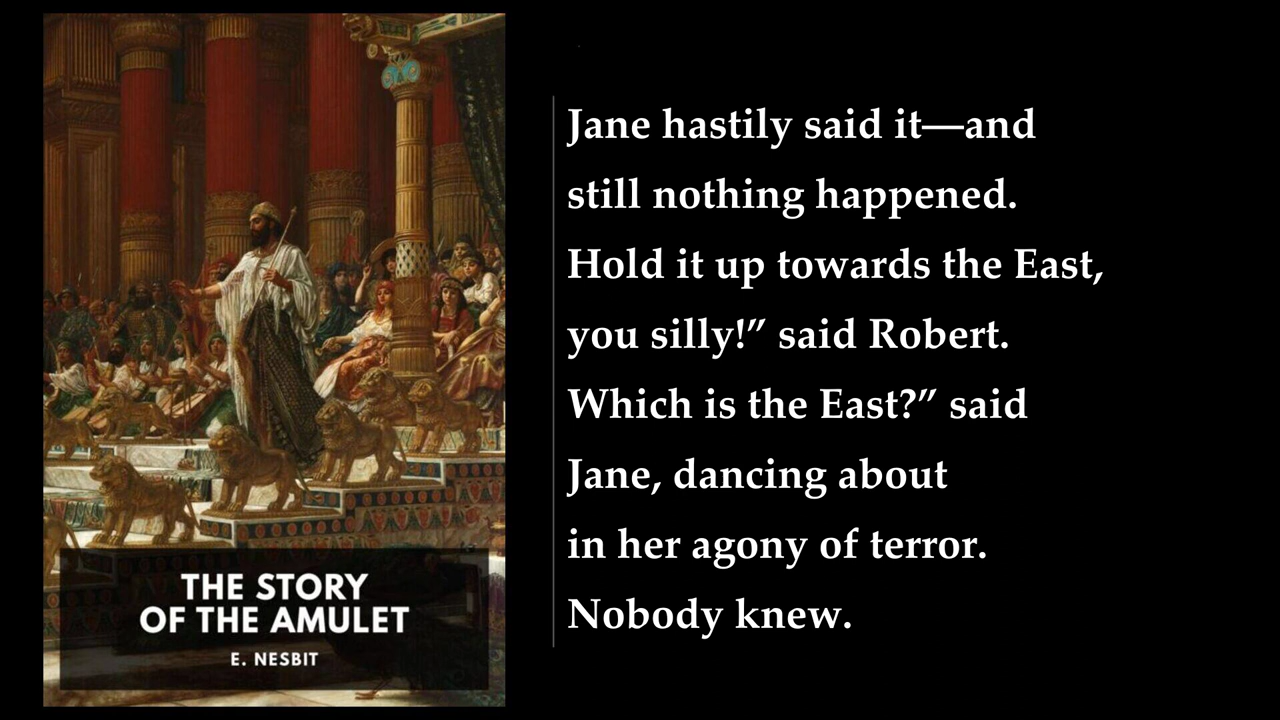 THE STORY
OF THE AMULET
E. NESBIT
Jane hastily said it—and
still nothing happened.
Hold it up towards the East,
you silly!” said Robert.
Which is the East?” said
Jane, dancing about
in her agony of terror.
Nobody knew.